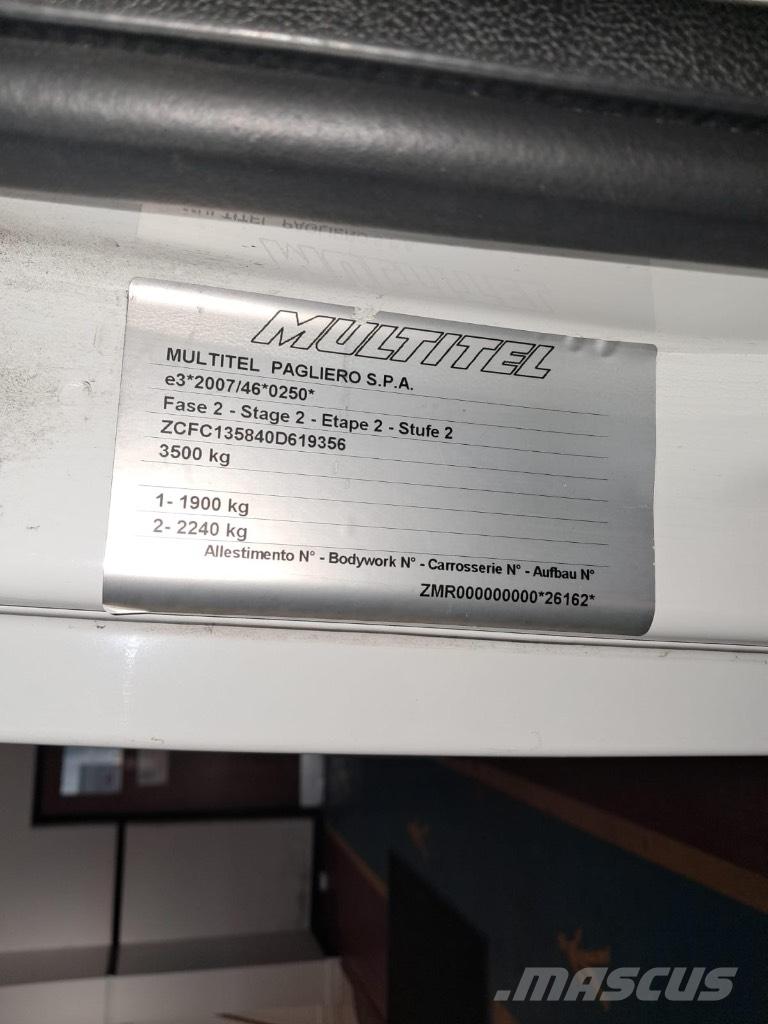 MULTITEL
MULTITEL PAGLIERO S.P.A.
e3*2007/46*0250*
Fase 2 - Stage 2 - Etape 2 - Stufe 2
ZCFC135840D619356
3500 kg
1- 1900 kg
2- 2240 kg
Allestimento N° - Bodywork N° - Carrosserie N° - Aufbau N°
ZMR000000000*26162*
.MASCUS